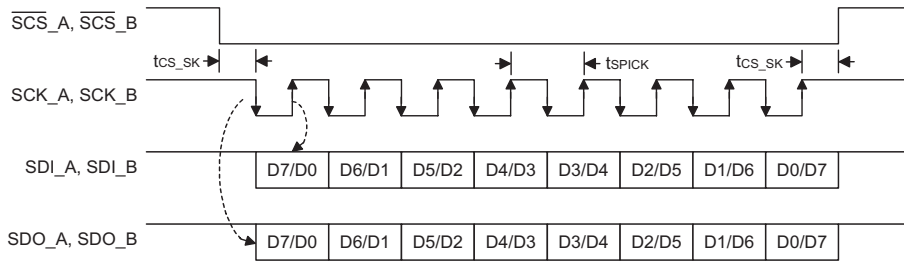 SCS_A, SCS_B
tCS_SK tSPICK tCS_SK
SCK_A, SCK_B
SDI_A, SDI_B D7/D0 D6/D1 D5/D2 D4/D3 D3/D4 D2/D5 D1/D6 D0/D7
SDO_A, SDO_B D7/D0 D6/D1 D5/D2 D4/D3 D3/D4 D2/D5 D1/D6 D0/D7